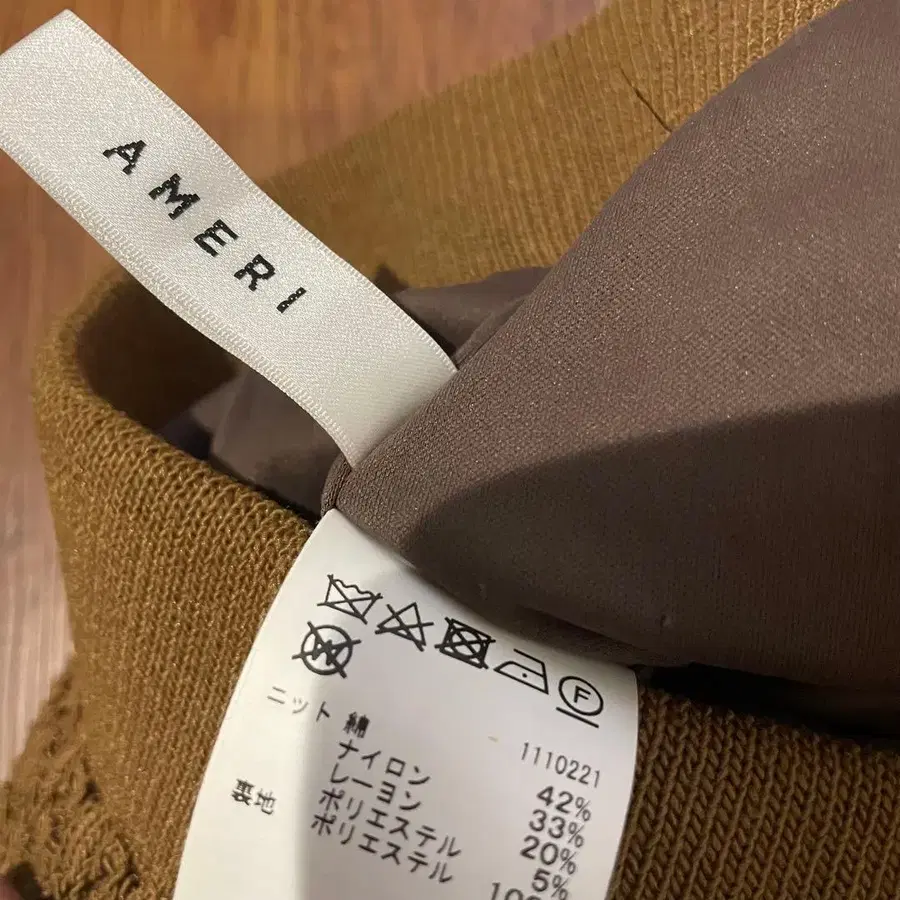 AMERI
F
1110221
ニット 綿 42%
ナイロン 33%
レーヨン 20%
ポリエステル 5%
裏地 ポリエステル